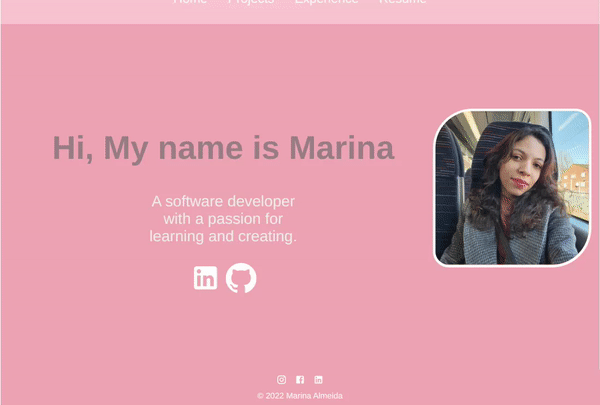 Home Projects Experience Resume
Hi, My name is Marina
A software developer
with a passion for
learning and creating.
in
© 2022 Marina Almeida